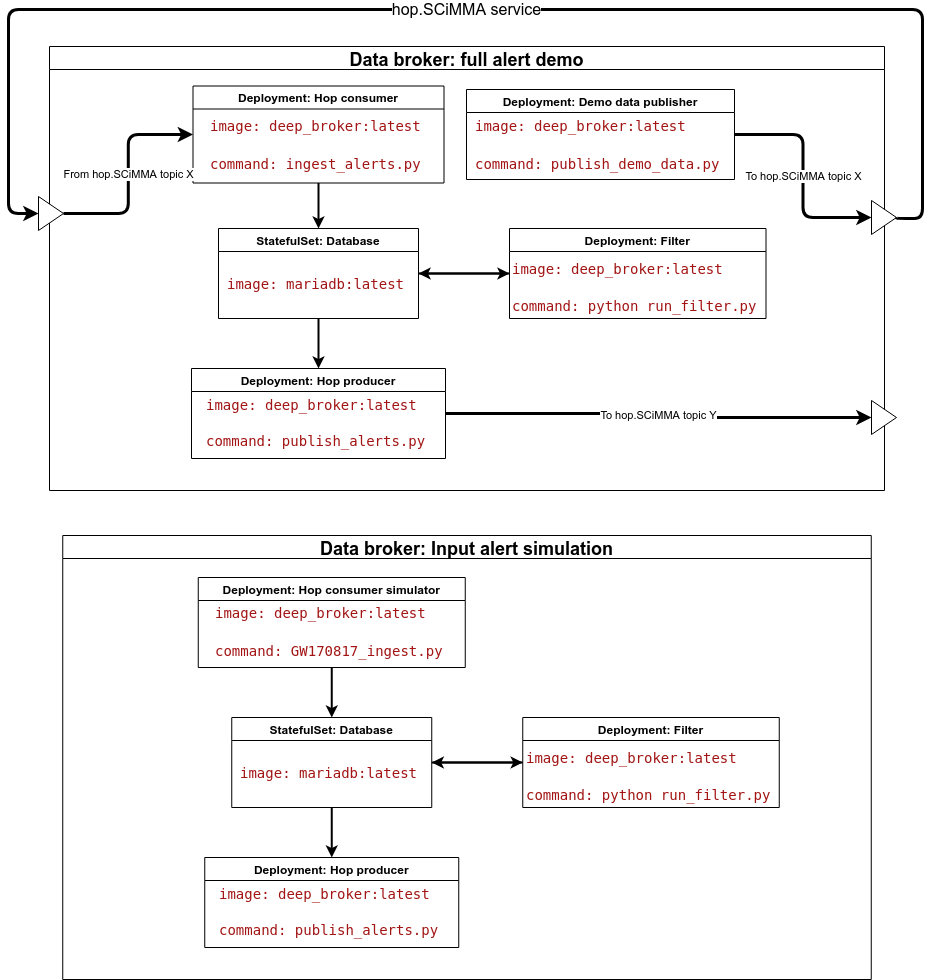 hop.SCiMMA service
Data broker: full alert demo
Deployment: Hop consumer
image: deep_broker:latest
command: ingest_alerts.py
Deployment: Demo data publisher
image: deep_broker:latest
command: publish_demo_data.py
From hop.SCiMMA topic X
To hop.SCiMMA topic X
StatefulSet: Database
image: mariadb:latest
Deployment: Filter
image: deep_broker:latest
command: python run_filter.py
Deployment: Hop producer
image: deep_broker:latest
command: publish_alerts.py
To hop.SCiMMA topic Y
Data broker: Input alert simulation
Deployment: Hop consumer simulator
image: deep_broker:latest
command: GW170817_ingest.py
StatefulSet: Database
image: mariadb:latest
Deployment: Filter
image: deep_broker:latest
command: python run_filter.py
Deployment: Hop producer
image: deep_broker:latest
command: publish_alerts.py